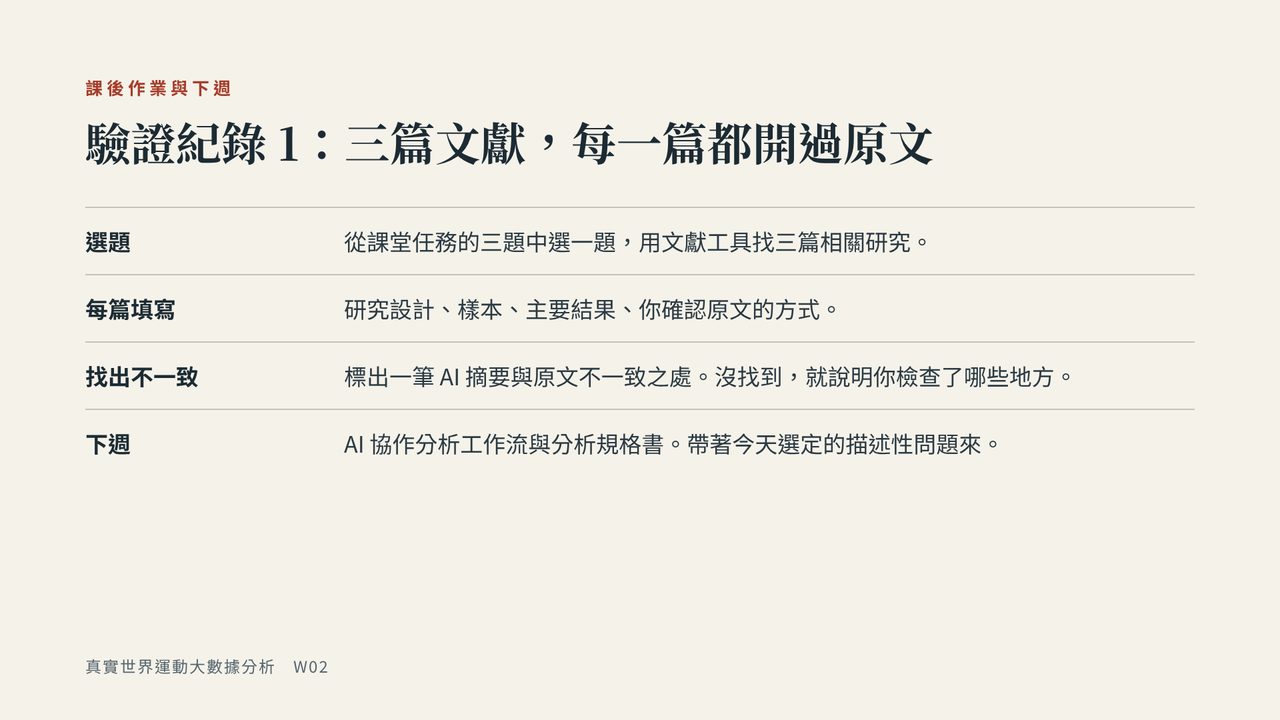 課後作業與下週
驗證紀錄 1：三篇文獻，每一篇都開過原文
選題
從課堂任務的三題中選一題，用文獻工具找三篇相關研究。
每篇填寫
研究設計、樣本、主要結果、你確認原文的方式。
找出不一致
標出一筆 AI 摘要與原文不一致之處。沒找到，就說明你檢查了哪些地方。
下週
AI 協作分析工作流與分析規格書。帶著今天選定的描述性問題來。
真實世界運動大數據分析　W02